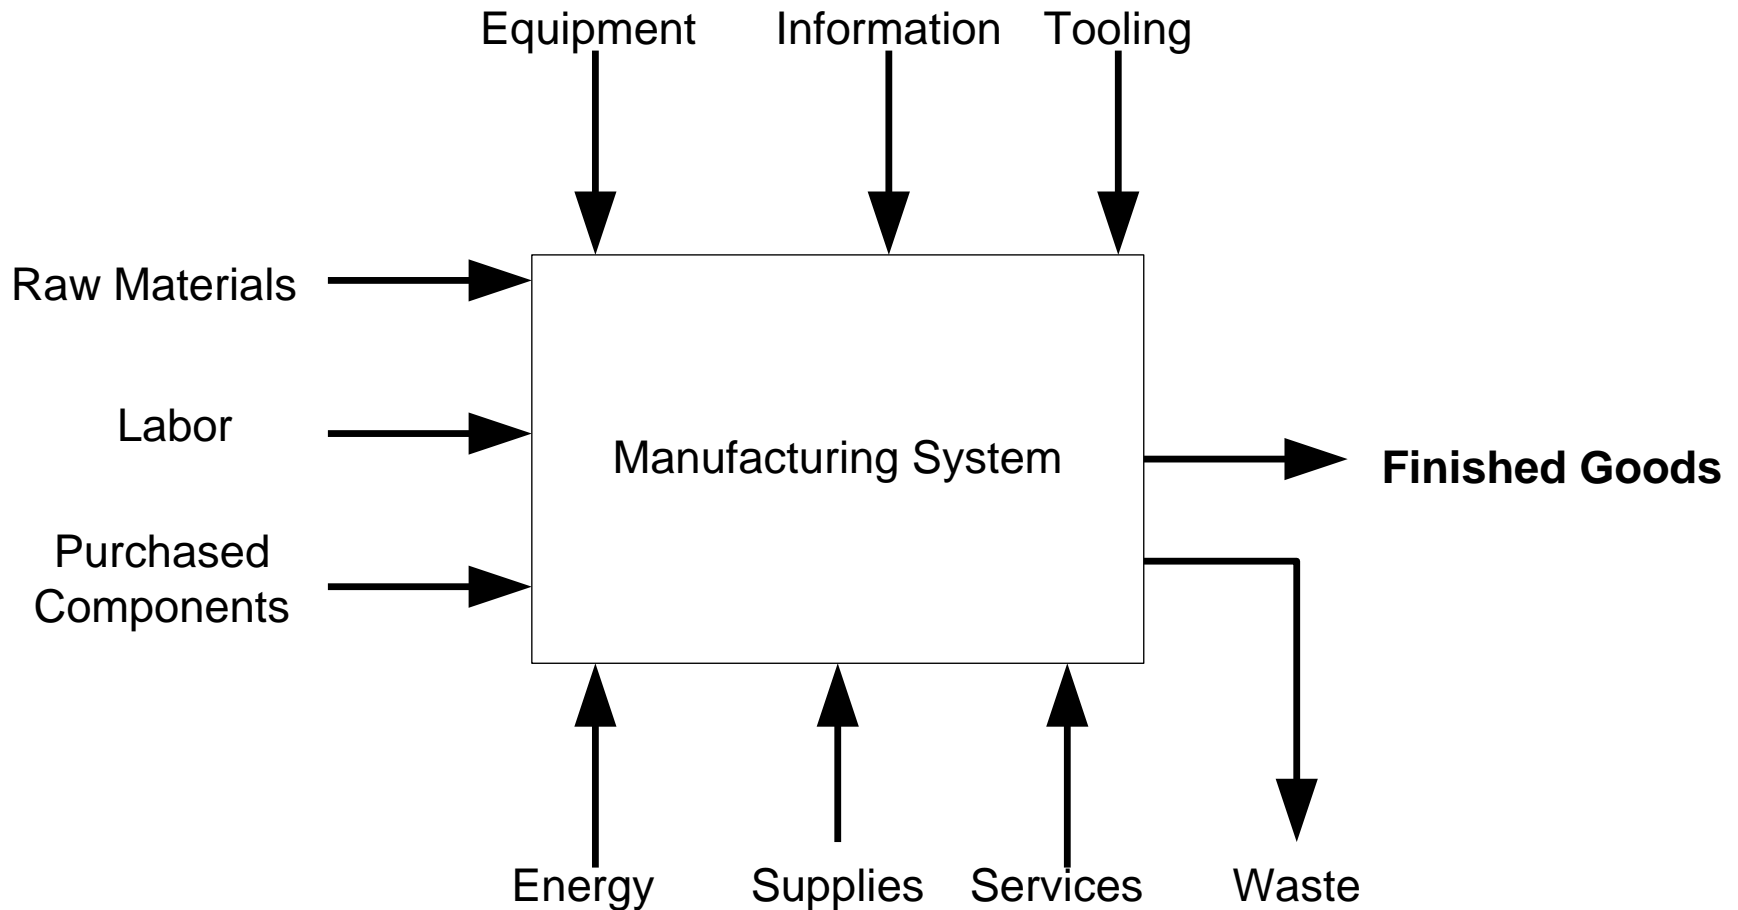 Equipment Information Tooling
Raw Materials
Labor
Manufacturing System
Finished Goods
Purchased
Components
Energy Supplies Services Waste